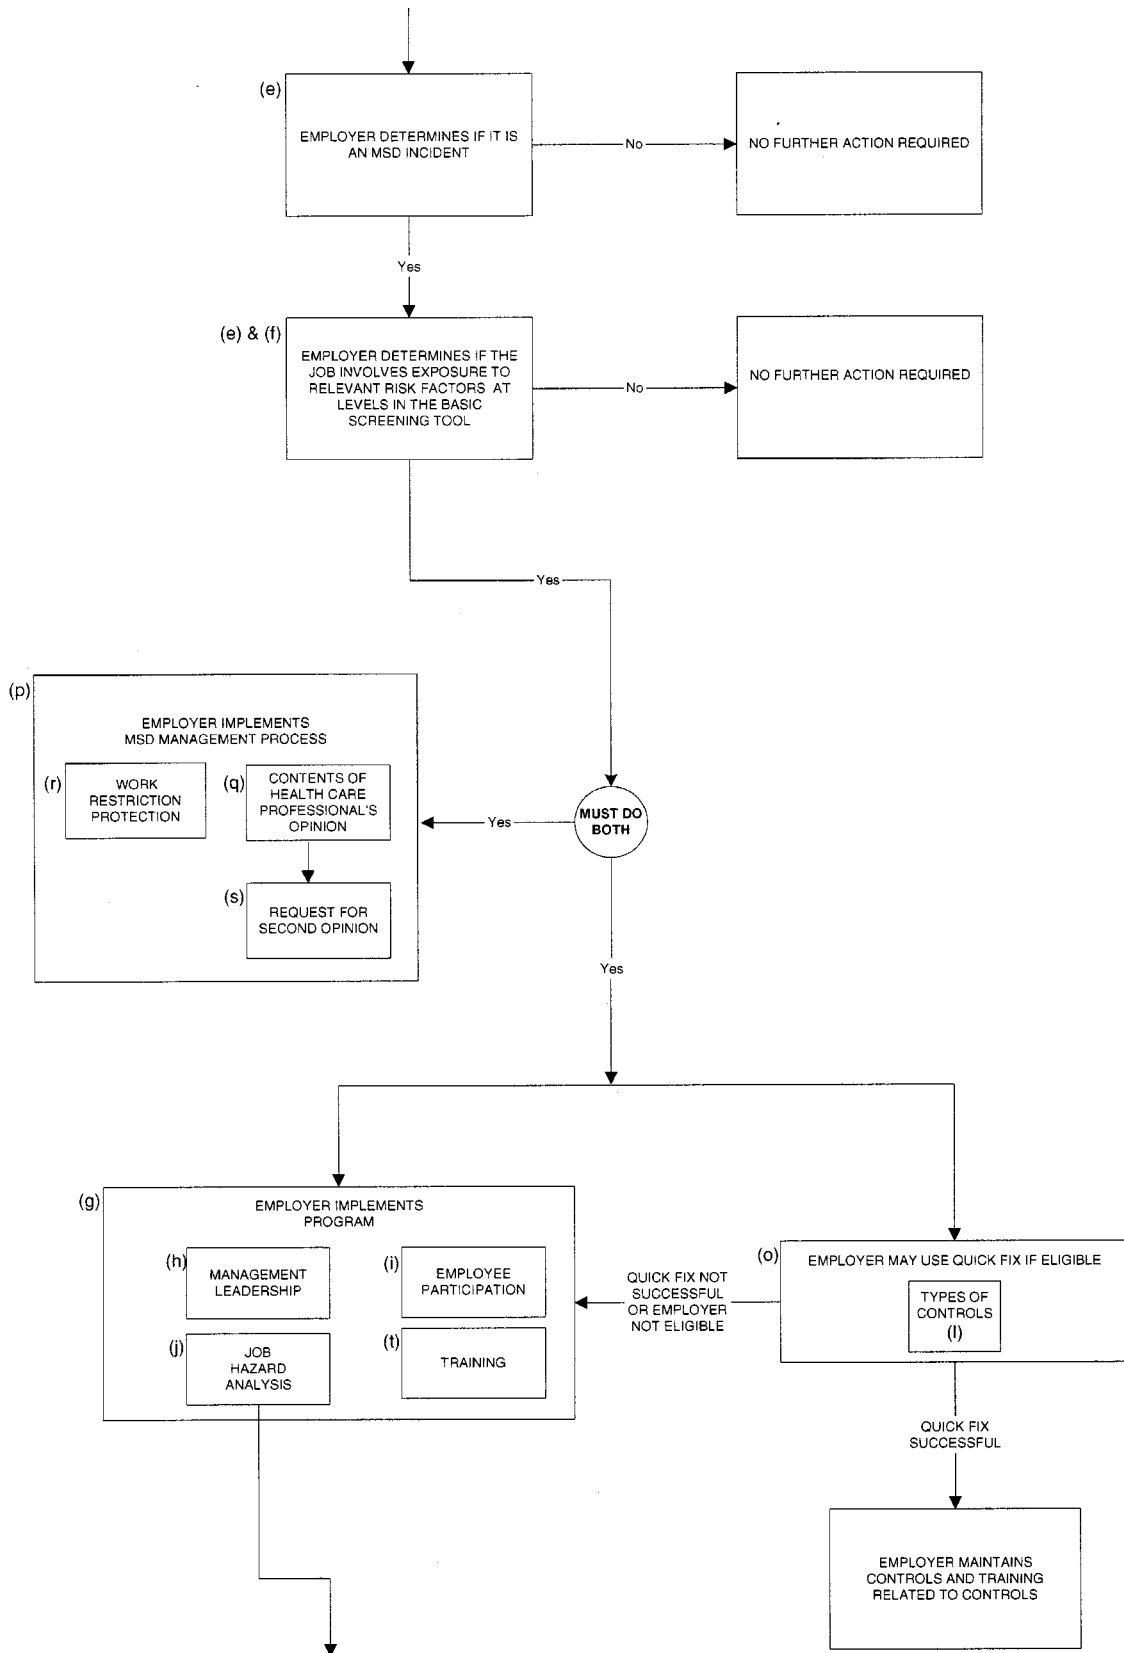 (e)
EMPLOYER DETERMINES IF IT IS
AN MSD INCIDENT
No
NO FURTHER ACTION REQUIRED
Yes
(e) & (f)
EMPLOYER DETERMINES IF THE
JOB INVOLVES EXPOSURE TO
RELEVANT RISK FACTORS AT
LEVELS IN THE BASIC
SCREENING TOOL
No
NO FURTHER ACTION REQUIRED
Yes
(p)
EMPLOYER IMPLEMENTS
MSD MANAGEMENT PROCESS
(r)
WORK
RESTRICTION
PROTECTION
(q)
CONTENTS OF
HEALTH CARE
PROFESSIONAL'S
OPINION
(s)
REQUEST FOR
SECOND OPINION
Yes
MUST DO
BOTH
Yes
(g)
EMPLOYER IMPLEMENTS
PROGRAM
(h)
MANAGEMENT
LEADERSHIP
(i)
EMPLOYEE
PARTICIPATION
(j)
JOB
HAZARD
ANALYSIS
(t)
TRAINING
QUICK FIX NOT
SUCCESSFUL
OR EMPLOYER
NOT ELIGIBLE
(o)
EMPLOYER MAY USE QUICK FIX IF ELIGIBLE
TYPES OF
CONTROLS
(l)
QUICK FIX
SUCCESSFUL
EMPLOYER MAINTAINS
CONTROLS AND TRAINING
RELATED TO CONTROLS